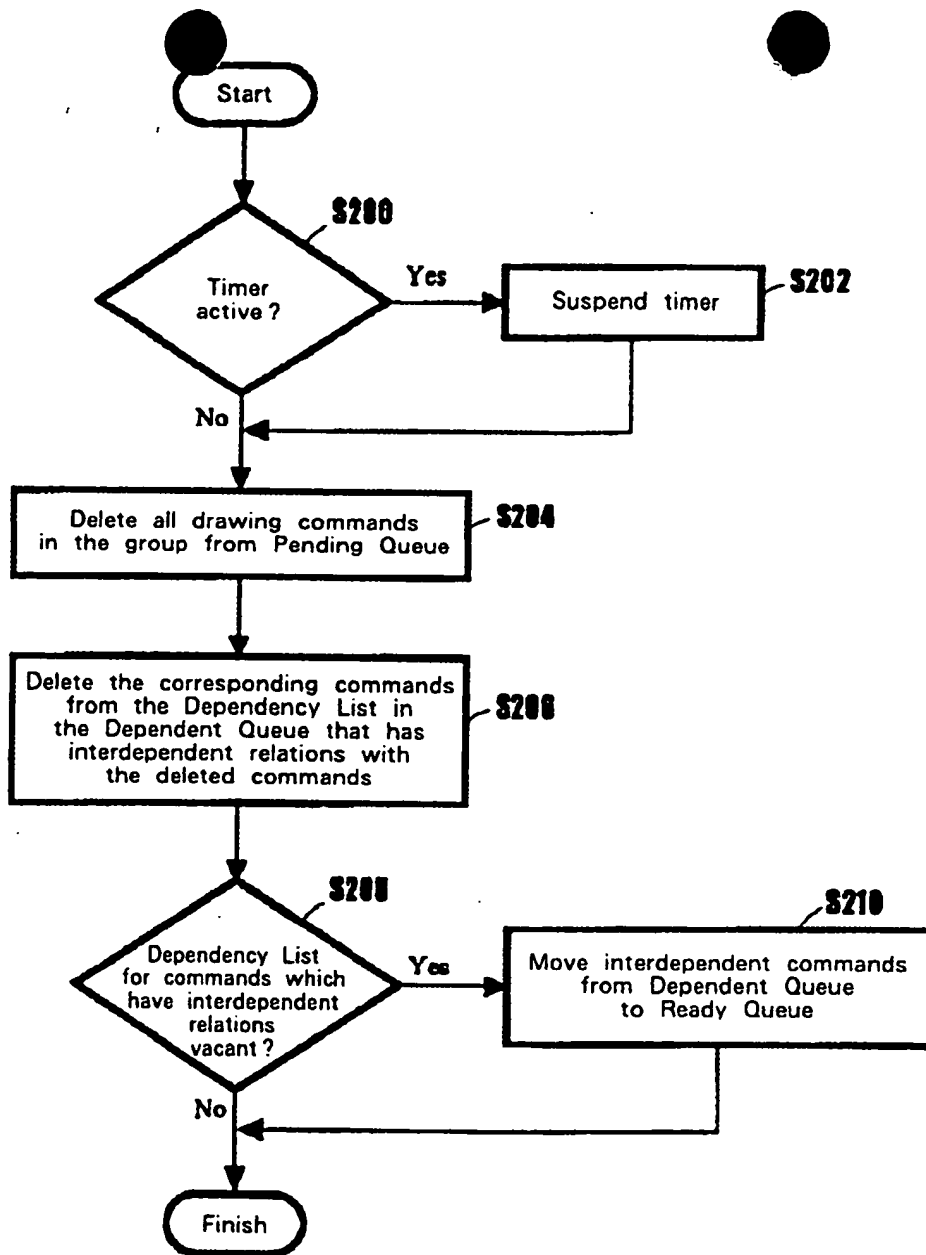 Start
S200
Timer
active?
Yes
Suspend timer
S202
No
Delete all drawing commands
in the group from Pending Queue
S204
Delete the corresponding commands
from the Dependency List in
the Dependent Queue that has
interdependent relations with
the deleted commands
S206
S208
Dependency List
for commands which
have interdependent
relations
vacant?
Yes
S210
Move interdependent commands
from Dependent Queue
to Ready Queue
No
Finish